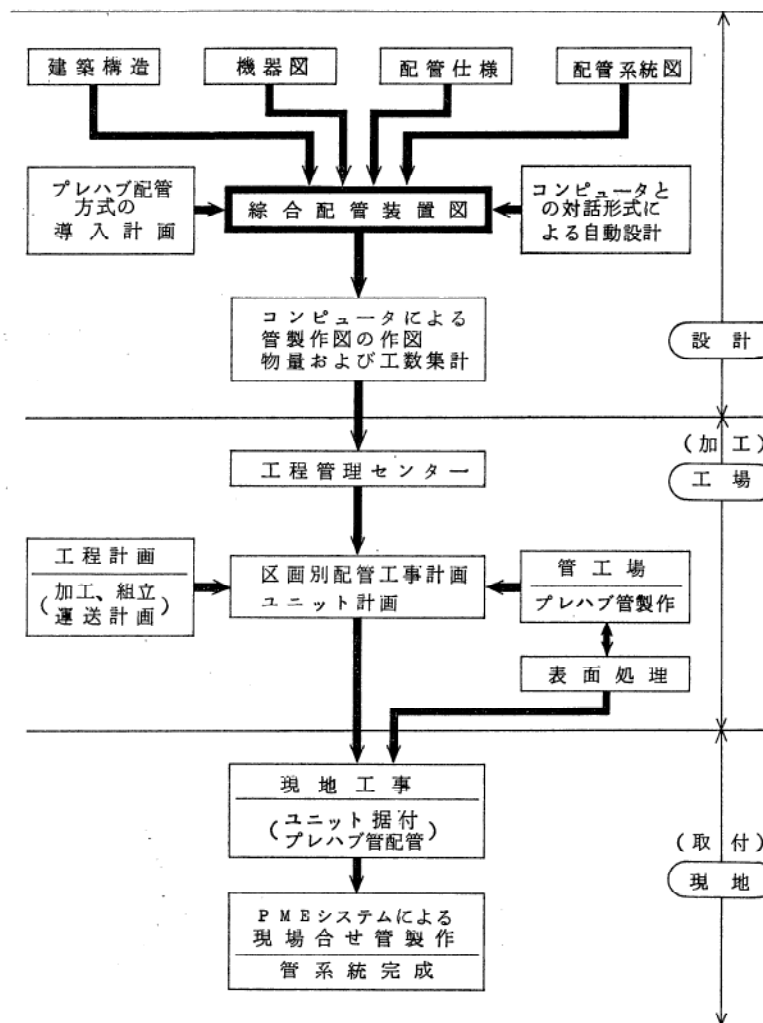 建築構造
機器図
配管仕様
配管系統図
プレハブ配管
方式の
導入計画
綜合配管装置図
コンピュータと
の対話形式に
よる自動設計
コンピュータによる
管製作図の作図
物量および工数集計
設計
工程管理センター
(加工)
工場
工程計画
(加工、組立
運送計画)
区画別配管工事計画
ユニット計画
管工場
プレハブ管製作
表面処理
現地工事
(ユニット据付
プレハブ管配管)
(取付)
現地
PMEシステムによる
現場合せ管製作
管系統完成